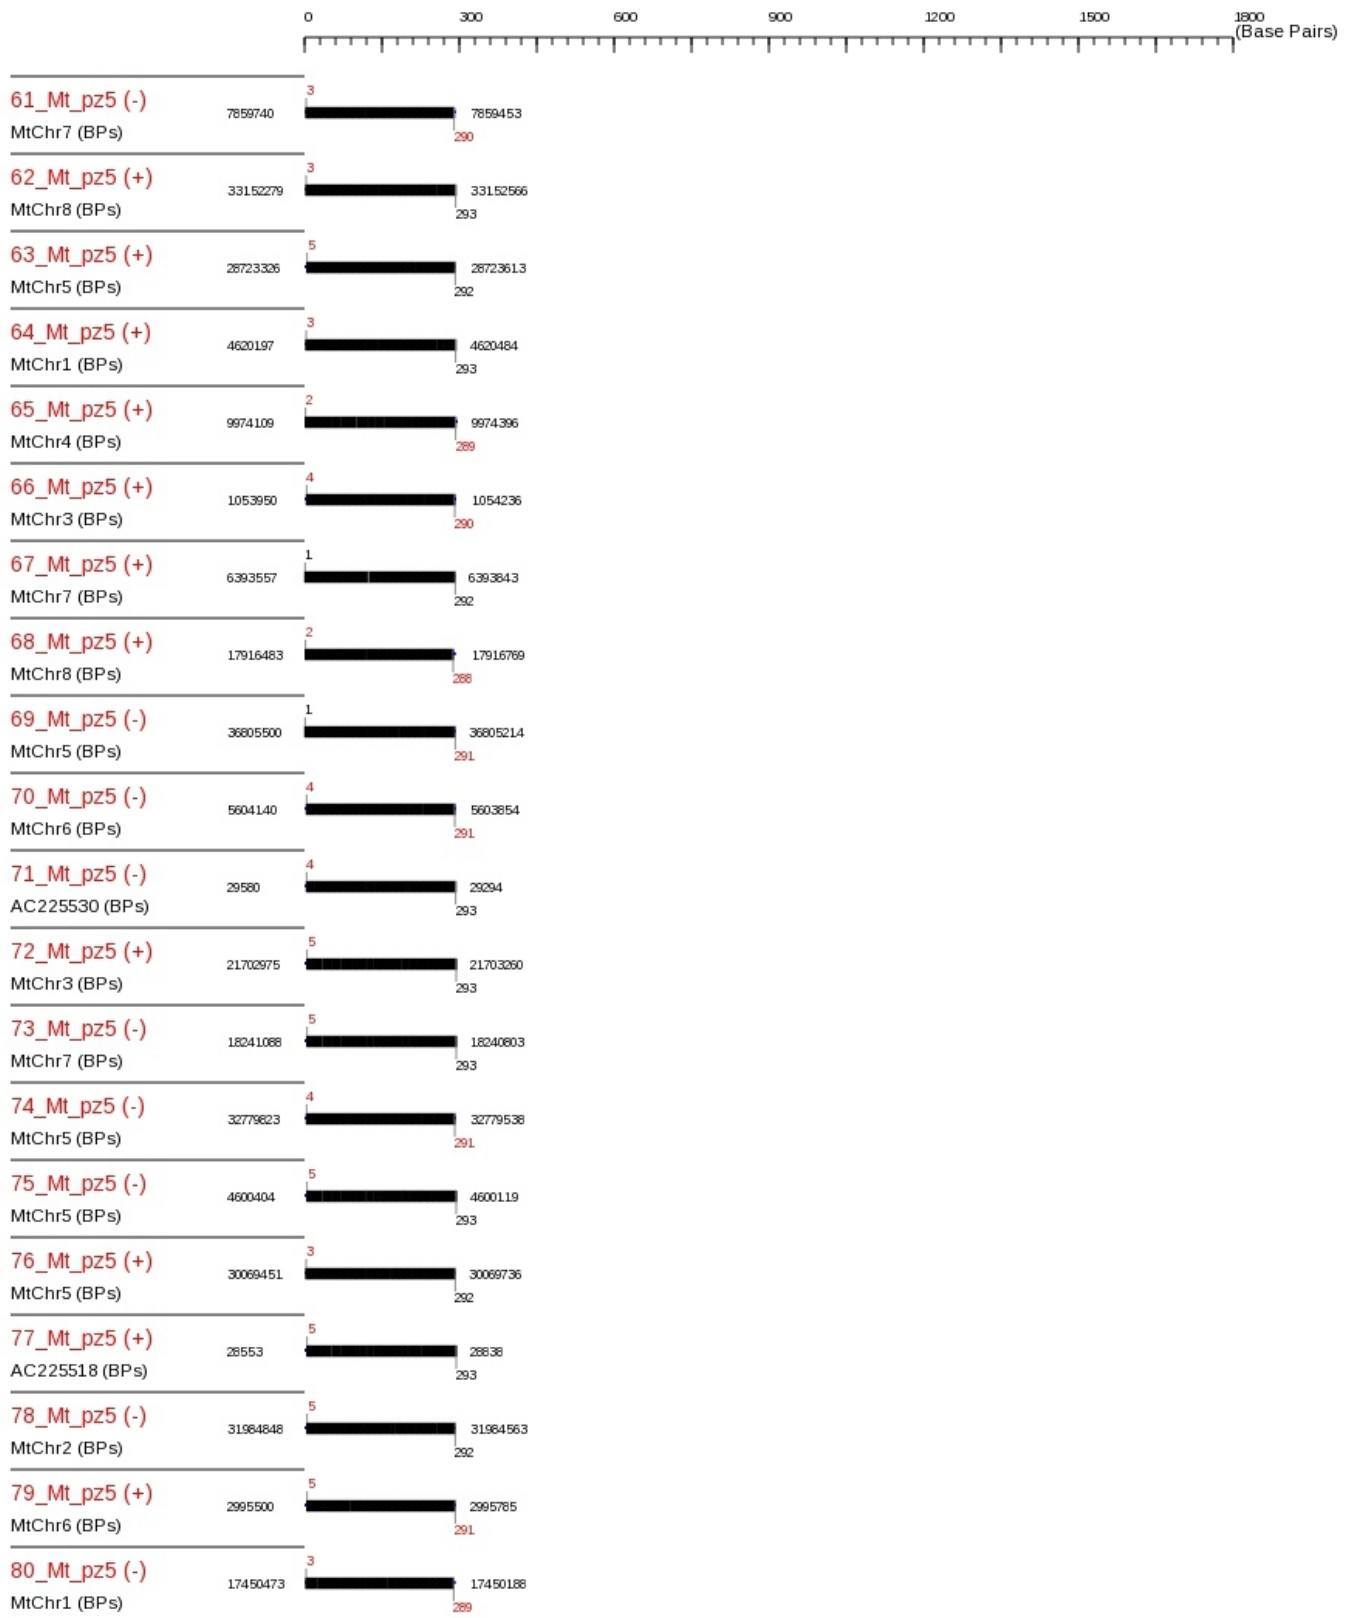 0 300 600 900 1200 1500 1800
(Base Pairs)
3
61_Mt_pz5 (-)
7859740 7859453
MtChr7 (BPs)
290
3
62_Mt_pz5 (+)
33152279 33152566
MtChr8 (BPs)
293
5
63_Mt_pz5 (+)
28723326 28723613
MtChr5 (BPs)
292
3
64_Mt_pz5 (+)
4620197 4620484
MtChr1 (BPs)
293
2
65_Mt_pz5 (+)
9974109 9974396
MtChr4 (BPs)
289
4
66_Mt_pz5 (+)
1053950 1054236
MtChr3 (BPs)
290
1
67_Mt_pz5 (+)
6393557 6393843
MtChr7 (BPs)
292
2
68_Mt_pz5 (+)
17916483 17916769
MtChr8 (BPs)
288
1
69_Mt_pz5 (-)
36805500 36805214
MtChr5 (BPs)
291
4
70_Mt_pz5 (-)
5604140 5603854
MtChr6 (BPs)
291
4
71_Mt_pz5 (-)
29580 29294
AC225530 (BPs)
293
5
72_Mt_pz5 (+)
21702975 21703260
MtChr3 (BPs)
293
5
73_Mt_pz5 (-)
18241088 18240803
MtChr7 (BPs)
293
4
74_Mt_pz5 (-)
32779823 32779538
MtChr5 (BPs)
291
5
75_Mt_pz5 (-)
4600404 4600119
MtChr5 (BPs)
293
3
76_Mt_pz5 (+)
30069451 30069736
MtChr5 (BPs)
292
5
77_Mt_pz5 (+)
28553 28838
AC225518 (BPs)
293
5
78_Mt_pz5 (-)
31984848 31984563
MtChr2 (BPs)
292
5
79_Mt_pz5 (+)
2995500 2995785
MtChr6 (BPs)
291
3
80_Mt_pz5 (-)
17450473 17450188
MtChr1 (BPs)
289